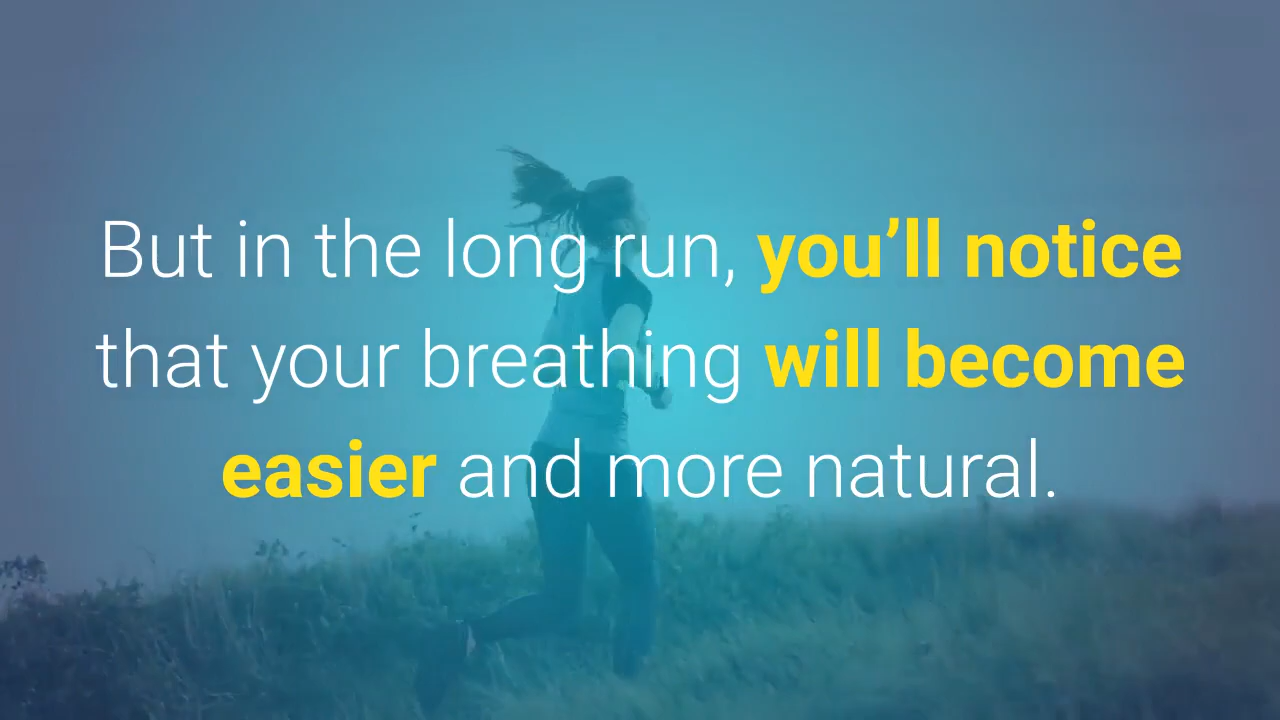 But in the long run, you’ll notice
that your breathing will become
easier and more natural.